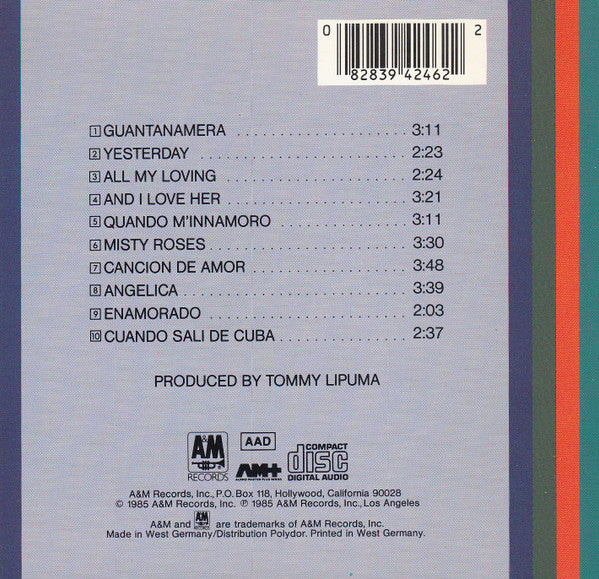 0 2
82839 42462
1 GUANTANAMERA . . . . . . . . . . . . . . . . . . . . 3:11
2 YESTERDAY . . . . . . . . . . . . . . . . . . . . . . . . 2:23
3 ALL MY LOVING . . . . . . . . . . . . . . . . . . . . . 2:24
4 AND I LOVE HER . . . . . . . . . . . . . . . . . . . . 3:21
5 QUANDO M'INNAMORO . . . . . . . . . . . . . . 3:11
6 MISTY ROSES . . . . . . . . . . . . . . . . . . . . . . . 3:30
7 CANCION DE AMOR . . . . . . . . . . . . . . . . . . 3:48
8 ANGELICA . . . . . . . . . . . . . . . . . . . . . . . . . . 3:39
9 ENAMORADO . . . . . . . . . . . . . . . . . . . . . . . 2:03
10 CUANDO SALI DE CUBA . . . . . . . . . . . . . . 2:37
PRODUCED BY TOMMY LIPUMA
A&M RECORDS
AAD
AM+
COMPACT disc DIGITAL AUDIO
A&M Records, Inc., P.O. Box 118, Hollywood, California 90028
© 1985 A&M Records, Inc., ℗ 1985 A&M Records, Inc., Los Angeles
A&M and A&M are trademarks of A&M Records, Inc.
Made in West Germany/Distribution Polydor. Printed in West Germany.